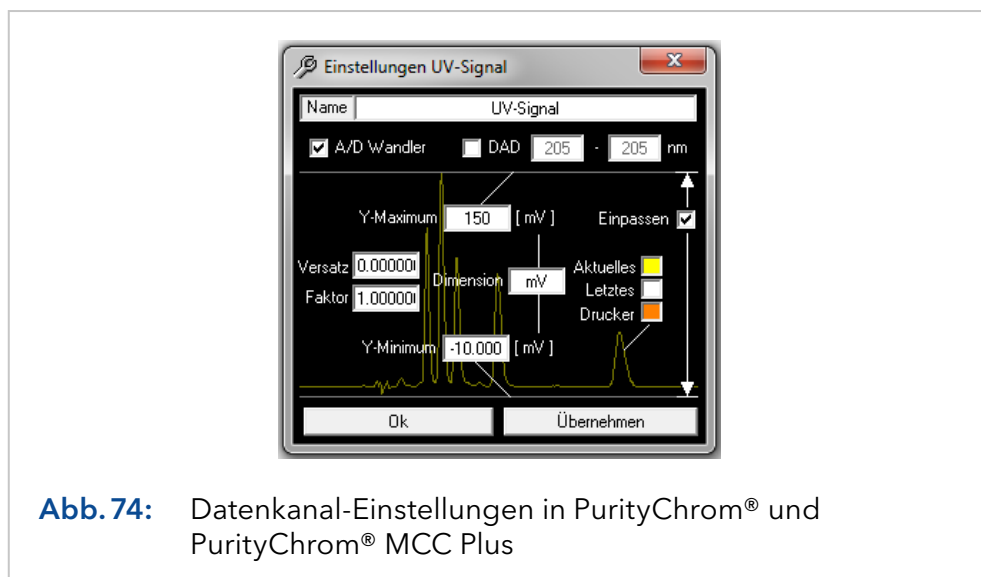 Einstellungen UV-Signal
Name UV-Signal
A/D Wandler DAD 205 - 205 nm
Y-Maximum 150 [ mV ] Einpassen
Versatz 0.00000 Dimension mV Aktuelles
Faktor 1.00000 Letztes
Drucker
Y-Minimum -10.000 [ mV ]
Ok Übernehmen
Abb. 74: Datenkanal-Einstellungen in PurityChrom® und
PurityChrom® MCC Plus